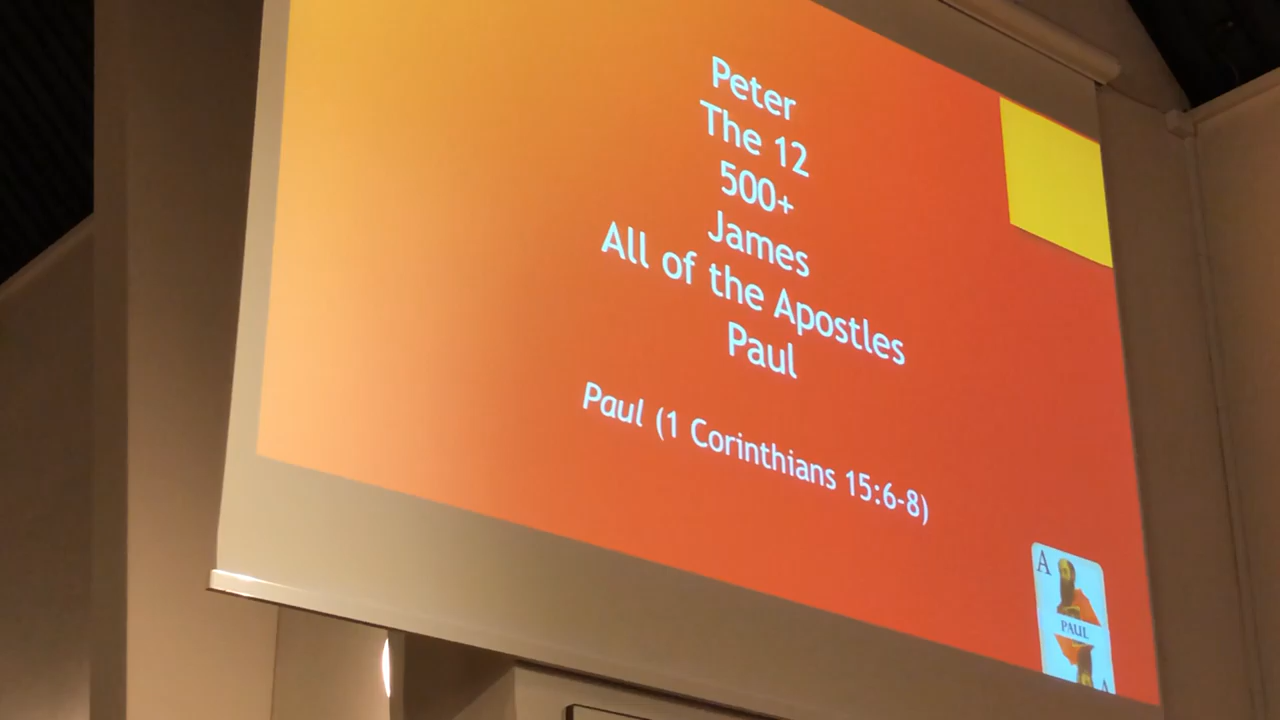 Peter
The 12
500+
James
All of the Apostles
Paul
Paul (1 Corinthians 15:6-8)
A
PAUL
A